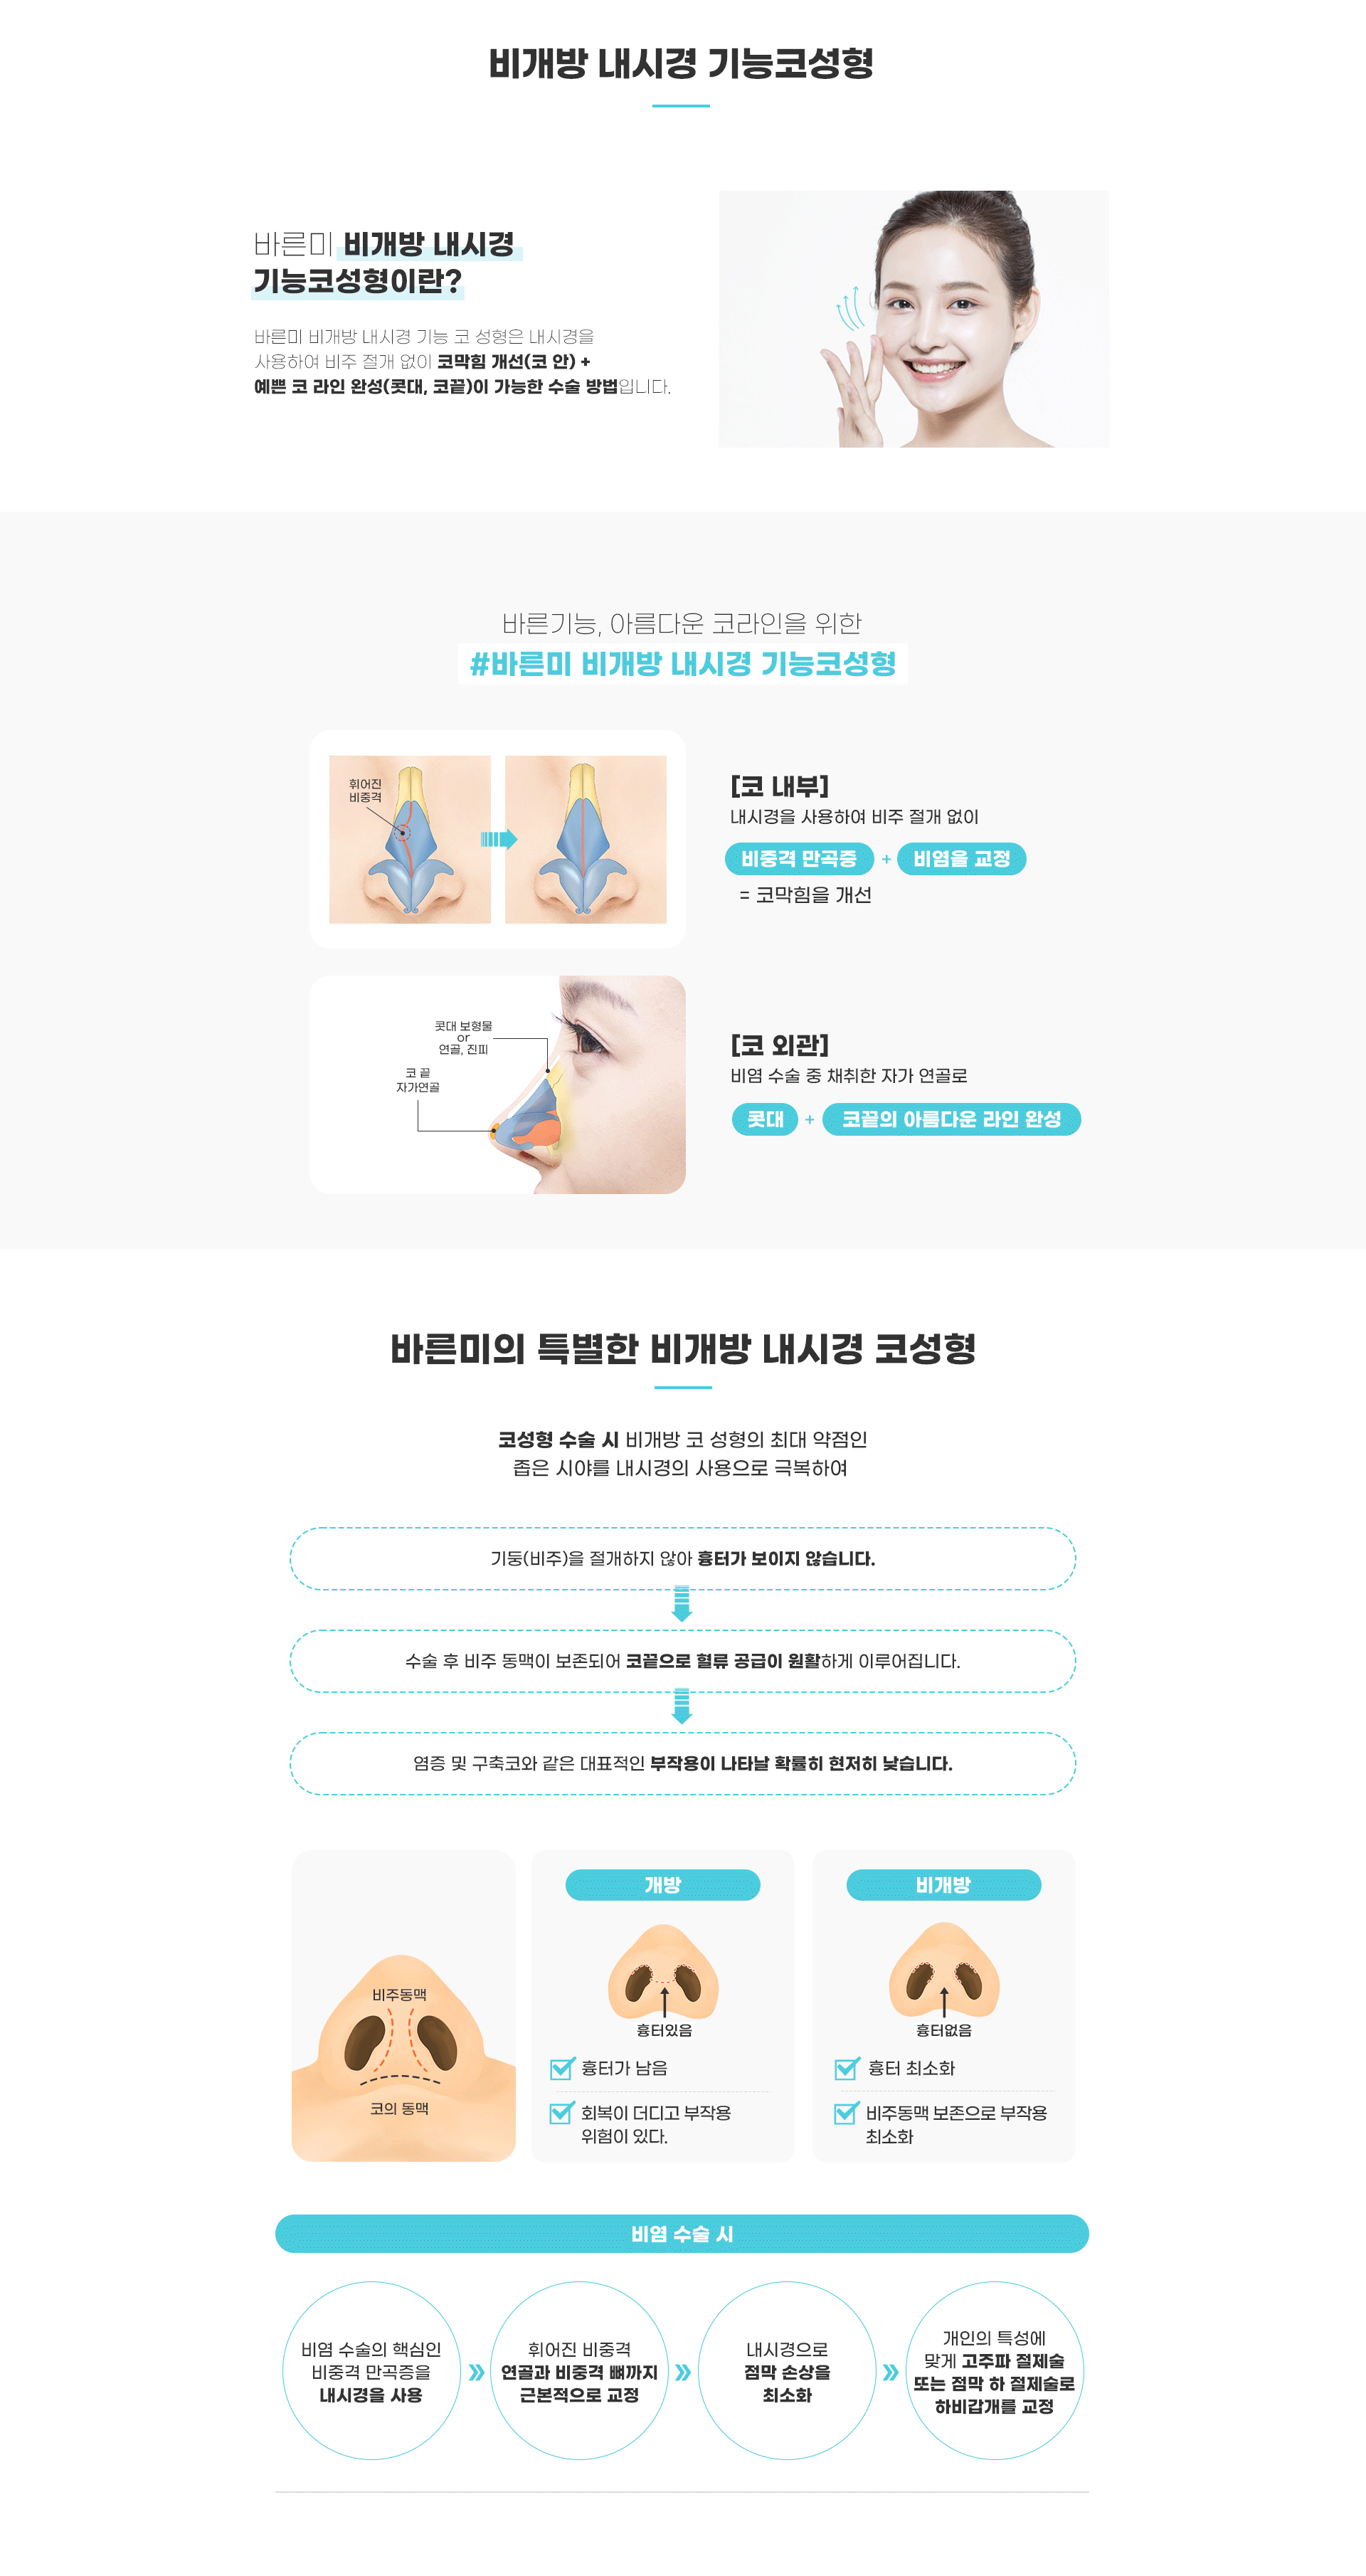 비개방 내시경 기능코성형
바른미 비개방 내시경
기능코성형이란?
바른미 비개방 내시경 기능 코 성형은 내시경을
사용하여 비주 절개 없이 코막힘 개선(코 안) +
예쁜 코 라인 완성(콧대, 코끝)이 가능한 수술 방법입니다.
바른기능, 아름다운 코라인을 위한
#바른미 비개방 내시경 기능코성형
휘어진
비중격
[코 내부]
내시경을 사용하여 비주 절개 없이
비중격 만곡증 + 비염을 교정
= 코막힘을 개선
콧대 보형물
or
연골, 진피
코 끝
자가연골
[코 외관]
비염 수술 중 채취한 자가 연골로
콧대 + 코끝의 아름다운 라인 완성
바른미의 특별한 비개방 내시경 코성형
코성형 수술 시 비개방 코 성형의 최대 약점인
좁은 시야를 내시경의 사용으로 극복하여
기둥(비주)을 절개하지 않아 흉터가 보이지 않습니다.
수술 후 비주 동맥이 보존되어 코끝으로 혈류 공급이 원활하게 이루어집니다.
염증 및 구축코와 같은 대표적인 부작용이 나타날 확률히 현저히 낮습니다.
비주동맥
코의 동맥
개방
흉터있음
흉터가 남음
회복이 더디고 부작용
위험이 있다.
비개방
흉터없음
흉터 최소화
비주동맥 보존으로 부작용
최소화
비염 수술 시
비염 수술의 핵심인
비중격 만곡증을
내시경을 사용
휘어진 비중격
연골과 비중격 뼈까지
근본적으로 교정
내시경으로
점막 손상을
최소화
개인의 특성에
맞게 고주파 절제술
또는 점막 하 절제술로
하비갑개를 교정